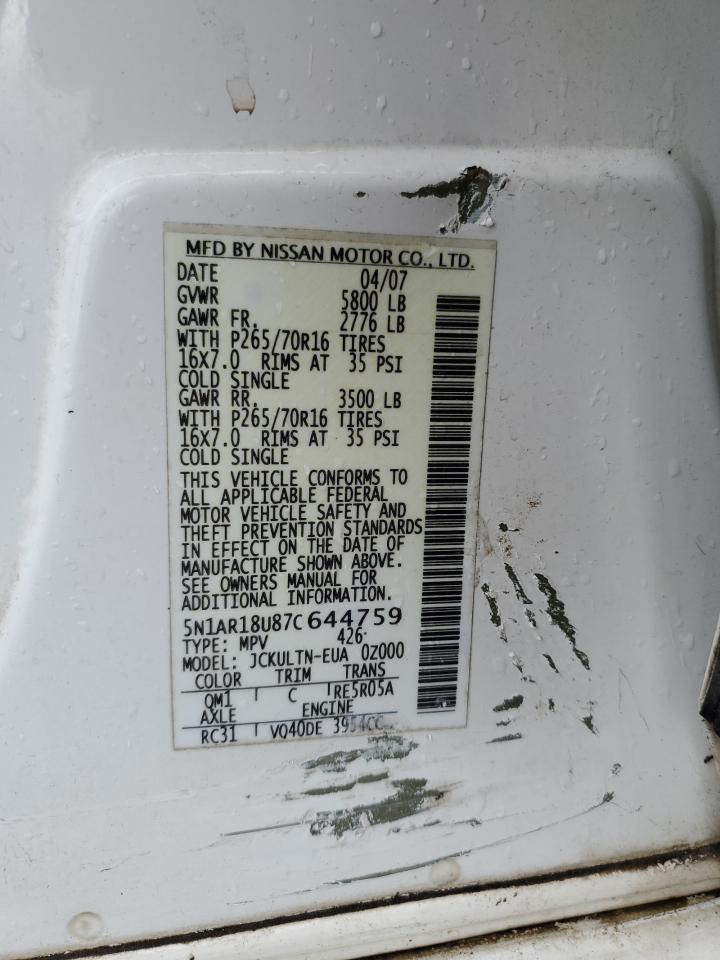 MFD BY NISSAN MOTOR CO., LTD.
DATE 04/07
GVWR 5800 LB
GAWR FR. 2776 LB
WITH P265/70R16 TIRES
16X7.0 RIMS AT 35 PSI
COLD SINGLE
GAWR RR. 3500 LB
WITH P265/70R16 TIRES
16X7.0 RIMS AT 35 PSI
COLD SINGLE
THIS VEHICLE CONFORMS TO
ALL APPLICABLE FEDERAL
MOTOR VEHICLE SAFETY AND
THEFT PREVENTION STANDARDS
IN EFFECT ON THE DATE OF
MANUFACTURE SHOWN ABOVE.
SEE OWNERS MANUAL FOR
ADDITIONAL INFORMATION.
5N1AR18U87C644759
TYPE: MPV 426
MODEL: JCKULTN-EUA 0Z000
COLOR TRIM TRANS
QM1 C RE5R05A
AXLE ENGINE
RC31 VQ40DE 3954CC